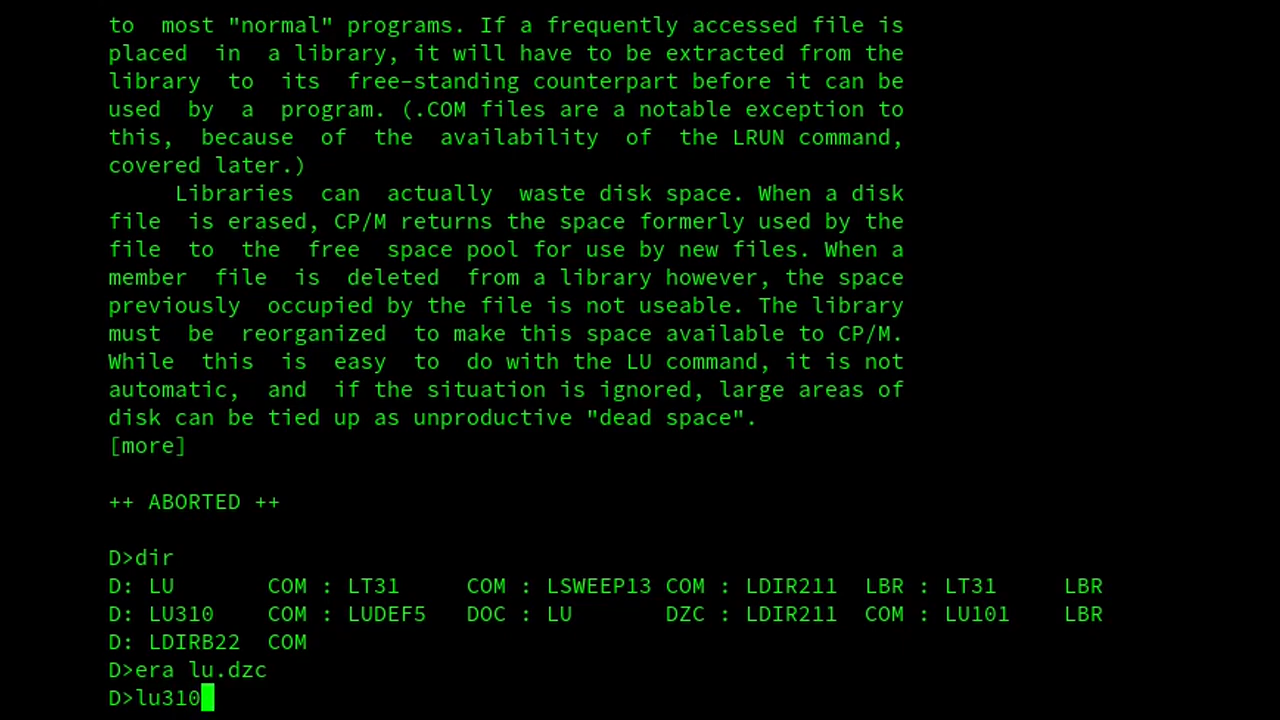 to  most "normal" programs. If a frequently accessed file is
placed  in  a library, it will have to be extracted from the
library  to  its  free-standing counterpart before it can be
used  by  a  program. (.COM files are a notable exception to
this,  because  of  the  availability  of  the LRUN command,
covered later.)
     Libraries  can  actually  waste disk space. When a disk
file  is erased, CP/M returns the space formerly used by the
file  to  the  free  space pool for use by new files. When a
member  file  is  deleted  from a library however, the space
previously  occupied by the file is not useable. The library
must  be  reorganized  to make this space available to CP/M.
While  this  is  easy  to  do with the LU command, it is not
automatic,  and  if the situation is ignored, large areas of
disk can be tied up as unproductive "dead space".
[more]

++ ABORTED ++

D>dir
D: LU       COM : LT31     COM : LSWEEP13 COM : LDIR211  LBR : LT31     LBR
D: LU310    COM : LUDEF5   DOC : LU       DZC : LDIR211  COM : LU101    LBR
D: LDIRB22  COM
D>era lu.dzc
D>lu310